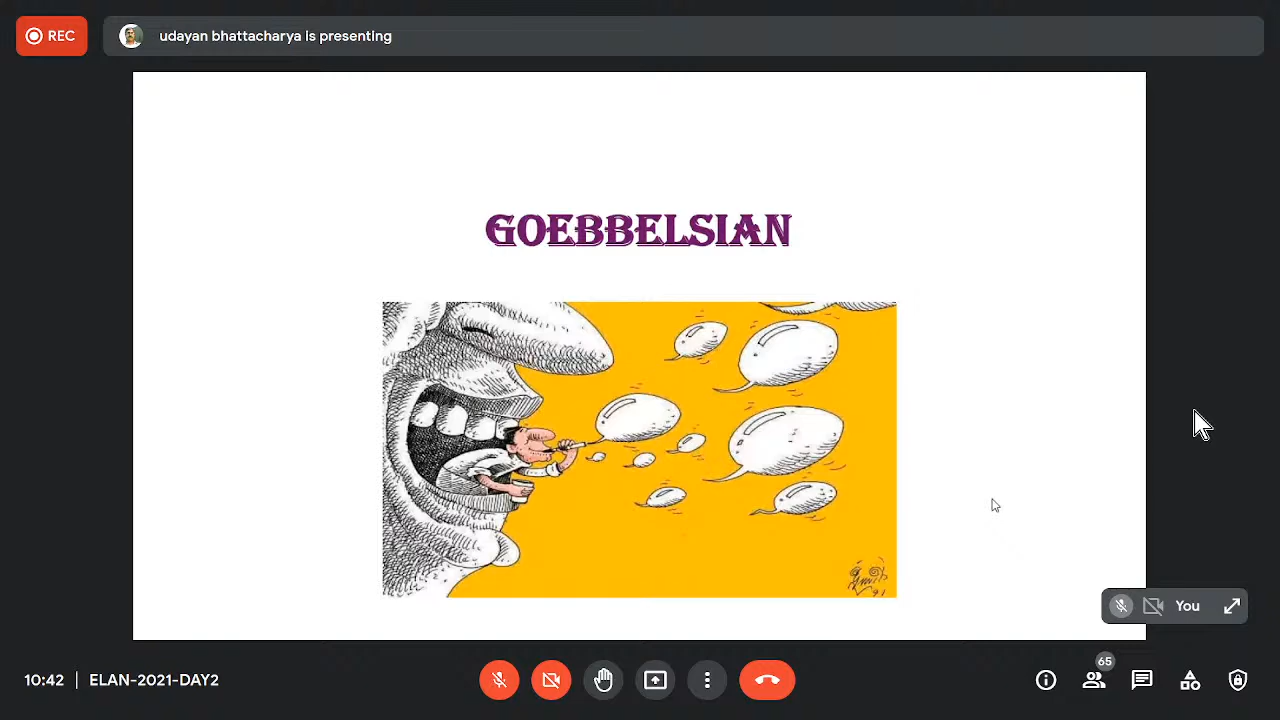 REC
udayan bhattacharya is presenting
GOEBBELSIAN
You
65
10:42 | ELAN-2021-DAY2